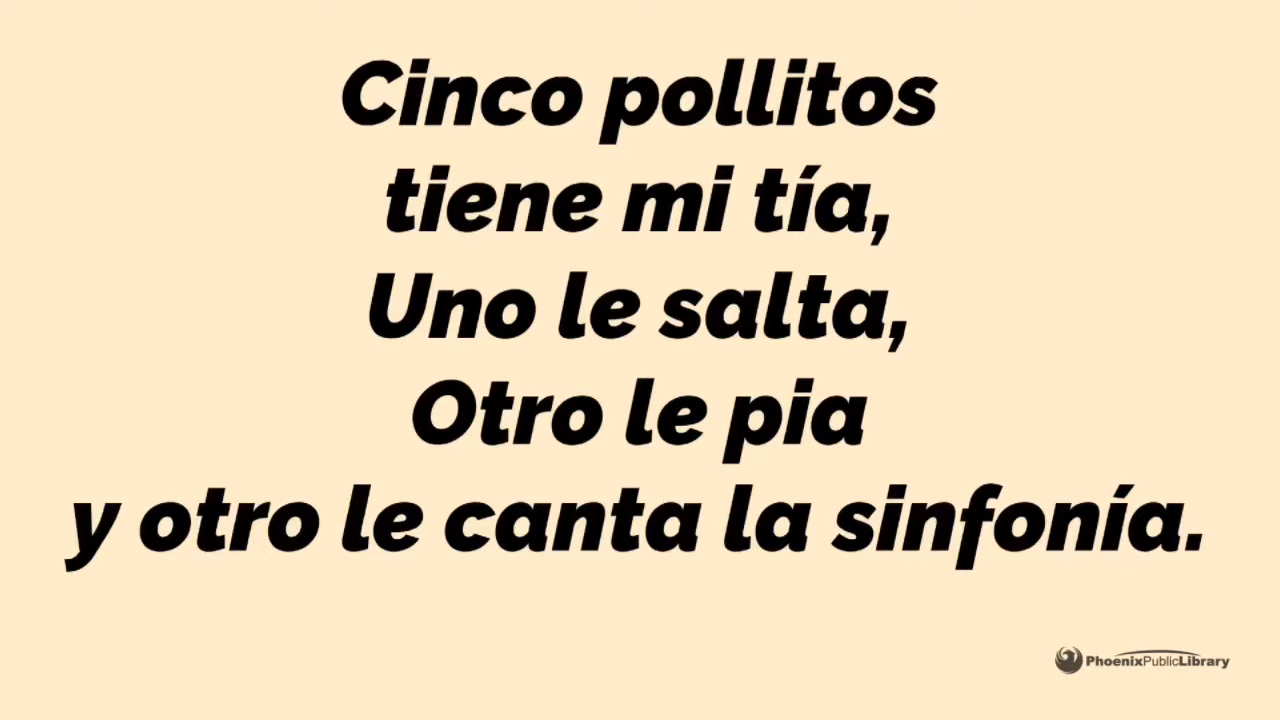 Cinco pollitos
tiene mi tía,
Uno le salta,
Otro le pia
y otro le canta la sinfonía.
PhoenixPublicLibrary